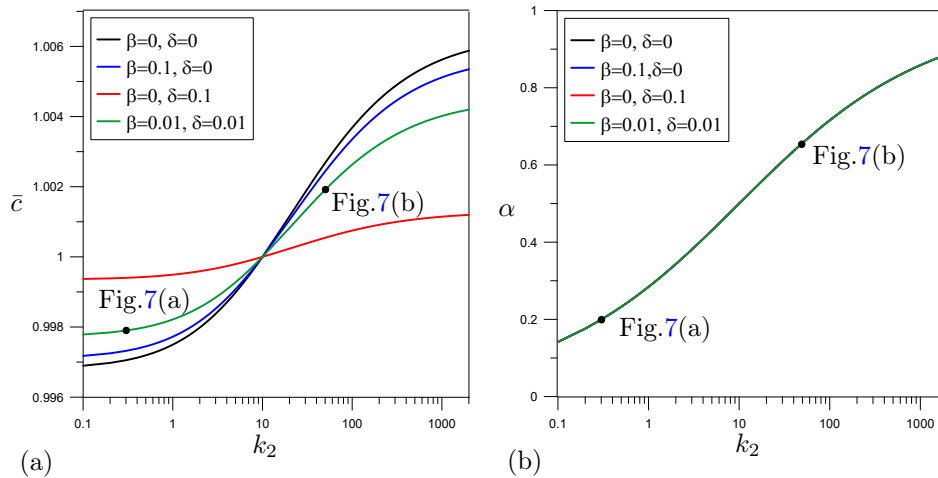 β=0, δ=0
β=0.1, δ=0
β=0, δ=0.1
β=0.01, δ=0.01
1.006
1.004
1.002
1
0.998
0.996
c̄
Fig.7(b)
Fig.7(a)
0.1
1
10
100
1000
k₂
(a)
β=0, δ=0
β=0.1,δ=0
β=0, δ=0.1
β=0.01, δ=0.01
1
0.8
0.6
0.4
0.2
0
α
Fig.7(b)
Fig.7(a)
0.1
1
10
100
1000
k₂
(b)